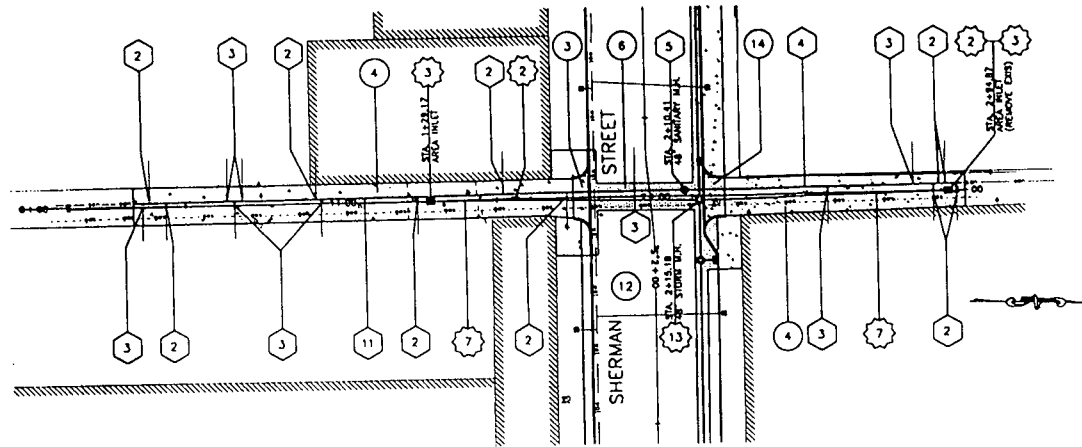 2
3
2
4
3
2
2
3
6
5
14
4
3
2
2
3
STA. 1+29.17
AREA INLET
STREET
STA. 2+10.41
48" SANITARY M.H.
STA. 2+94.87
AREA INLET
(REMOVE EXIS)
3
STA. 2+15.18
48" STORM M.H.
SHERMAN
12
3
2
3
11
2
7
2
13
4
3
7
2